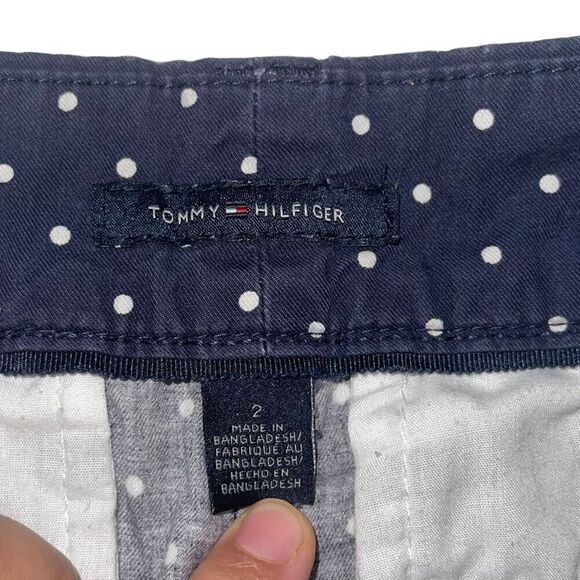 TOMMY HILFIGER
2
MADE IN
BANGLADESH/
FABRIQUE AU
BANGLADESH/
HECHO EN
BANGLADESH